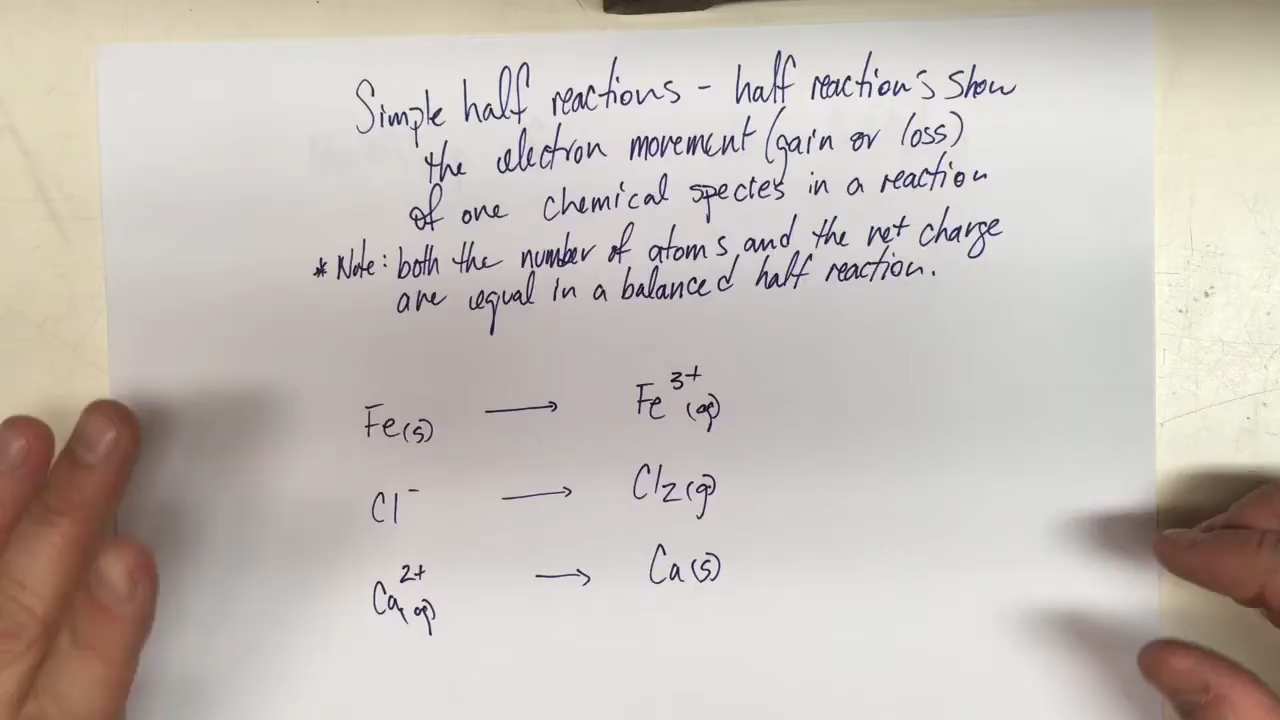 Simple half reactions - half reaction's show
the electron movement (gain or loss)
of one chemical species in a reaction
* Note: both the number of atoms and the net charge
are equal in a balanced half reaction.
Fe(s) → Fe³⁺(aq)
Cl⁻ → Cl₂(g)
Ca²⁺(aq) → Ca(s)